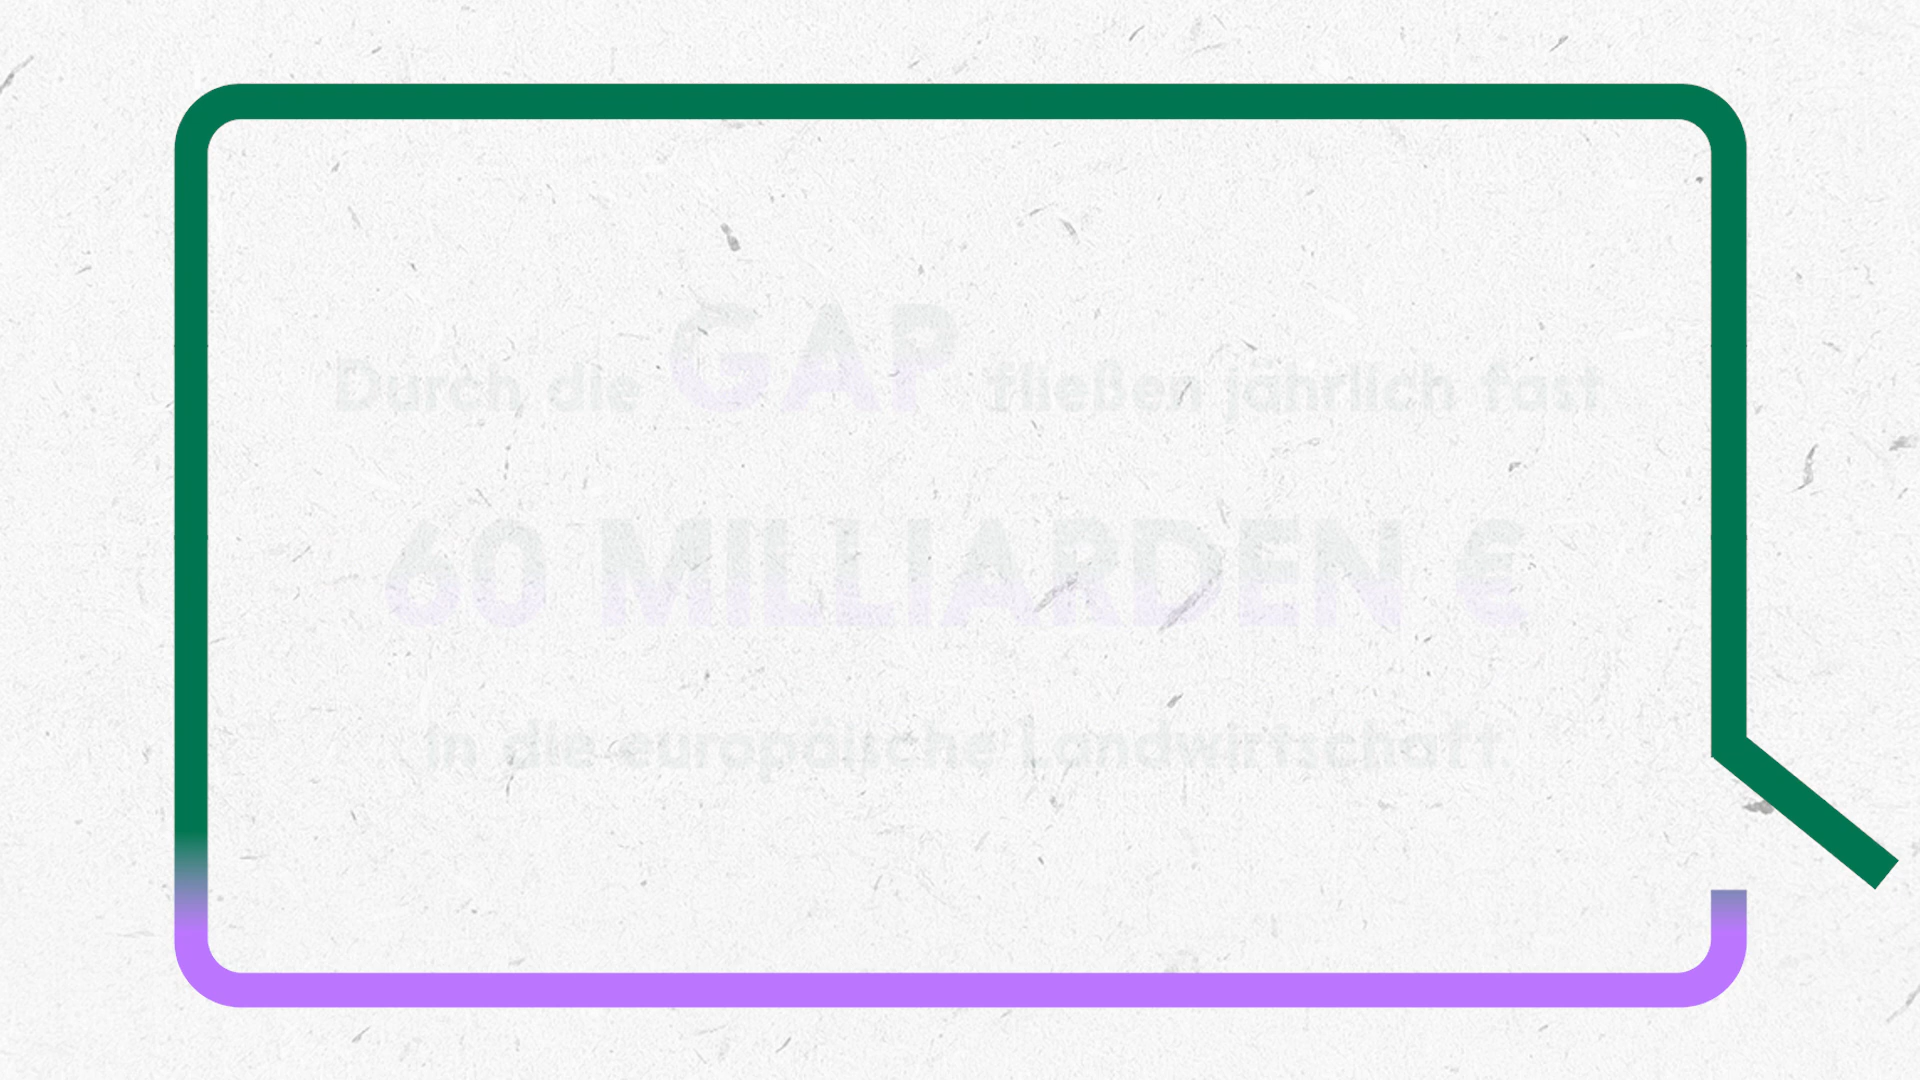 Durch die GAP fließen jährlich fast
60 MILLIARDEN €
in die europäische Landwirtschaft.